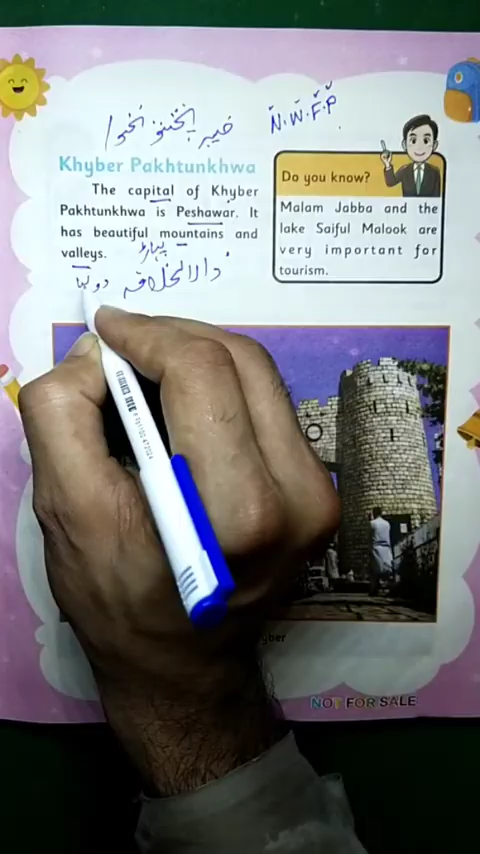 خیبر پختونخوا N.W.F.P
Khyber Pakhtunkhwa
The capital of Khyber
Pakhtunkhwa is Peshawar. It
has beautiful mountains and
valleys. پہاڑ
دارالخلافہ
Do you know?
Malam Jabba and the
lake Saiful Malook are
very important for
tourism.
NOT FOR SALE